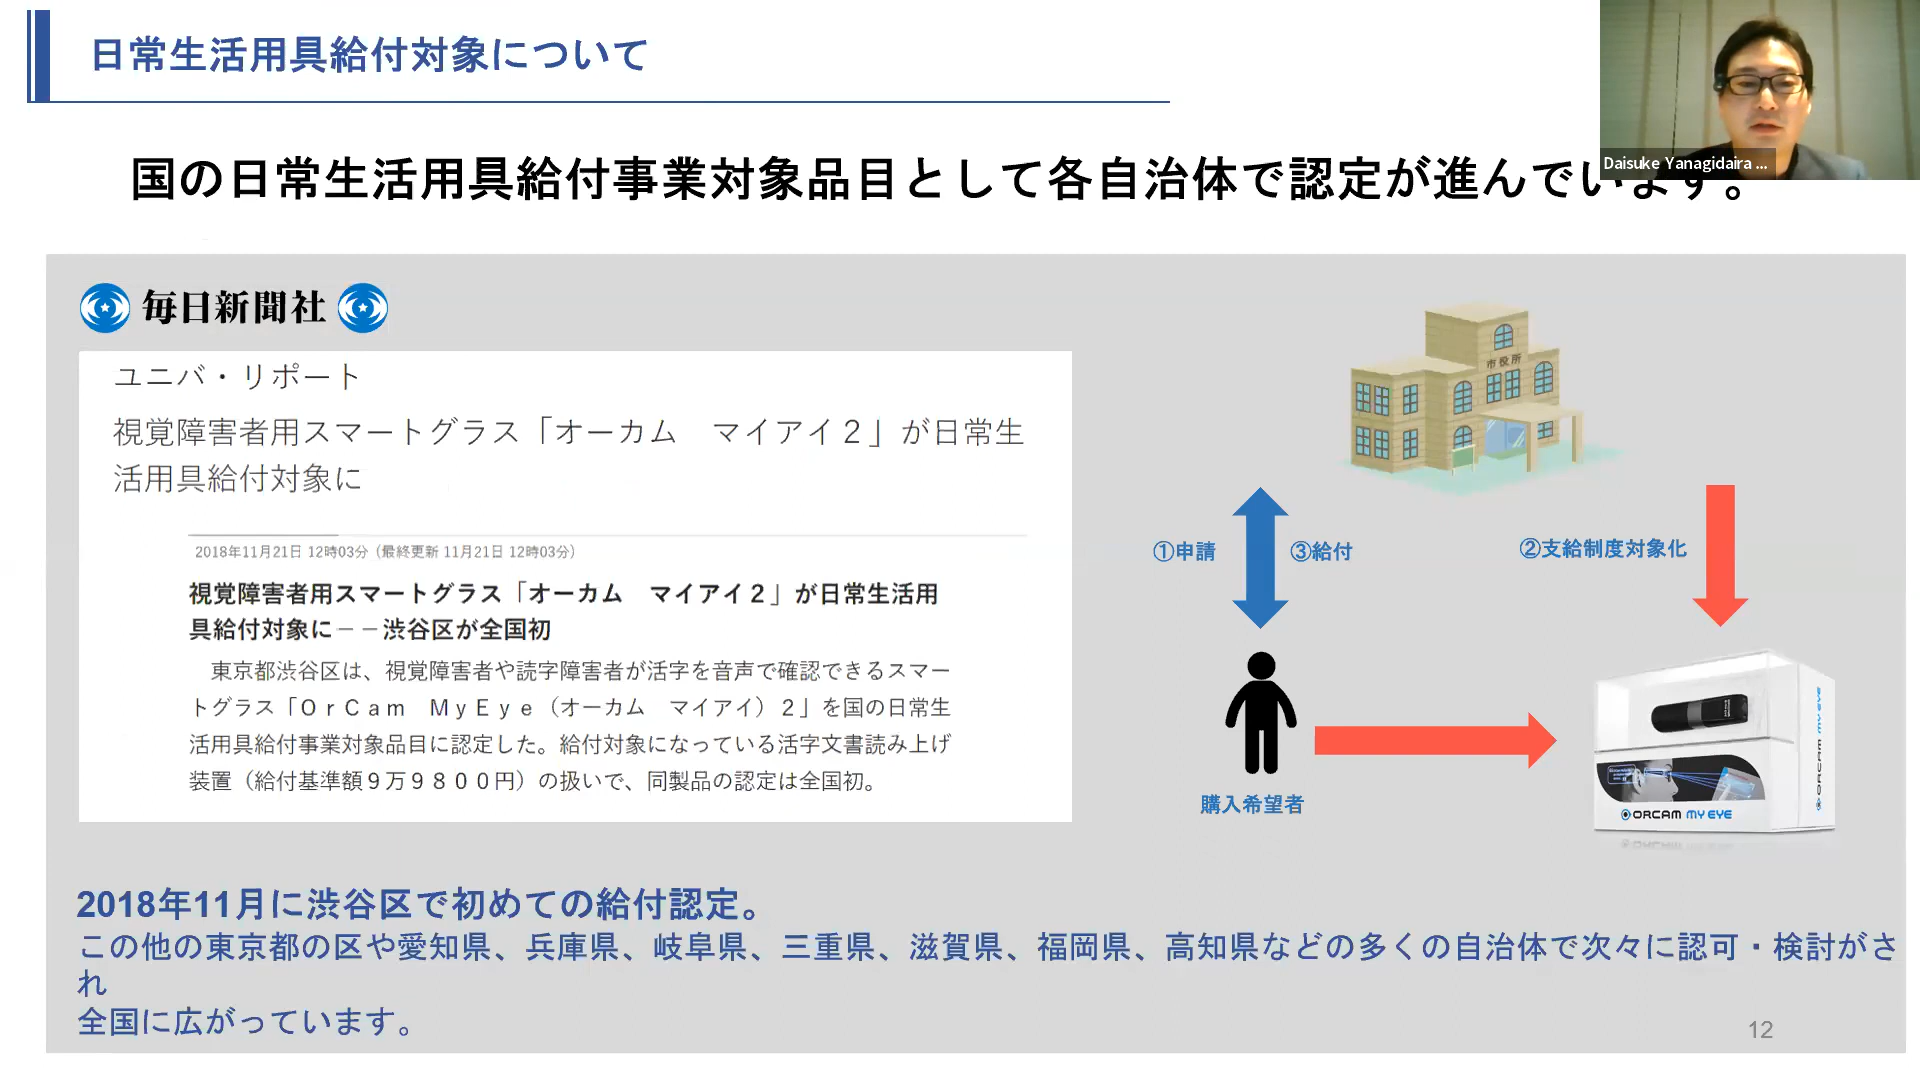 日常生活用具給付対象について
Daisuke Yanagidaira ...
国の日常生活用具給付事業対象品目として各自治体で認定が進んでいます。
毎日新聞社
ユニバ・リポート
視覚障害者用スマートグラス「オーカム　マイアイ２」が日常生
活用具給付対象に
2018年11月21日 12時03分（最終更新 11月21日 12時03分）
視覚障害者用スマートグラス「オーカム　マイアイ２」が日常生活用
具給付対象に－－渋谷区が全国初
東京都渋谷区は、視覚障害者や読字障害者が活字を音声で確認できるスマー
トグラス「ＯｒＣａｍ　ＭｙＥｙｅ（オーカム　マイアイ）２」を国の日常生
活用具給付事業対象品目に認定した。給付対象になっている活字文書読み上げ
装置（給付基準額９万９８００円）の扱いで、同製品の認定は全国初。
市役所
①申請
③給付
②支給制度対象化
購入希望者
ORCAM MY EYE
ORCAM MY EYE
2018年11月に渋谷区で初めての給付認定。
この他の東京都の区や愛知県、兵庫県、岐阜県、三重県、滋賀県、福岡県、高知県などの多くの自治体で次々に認可・検討がさ
れ
全国に広がっています。
12